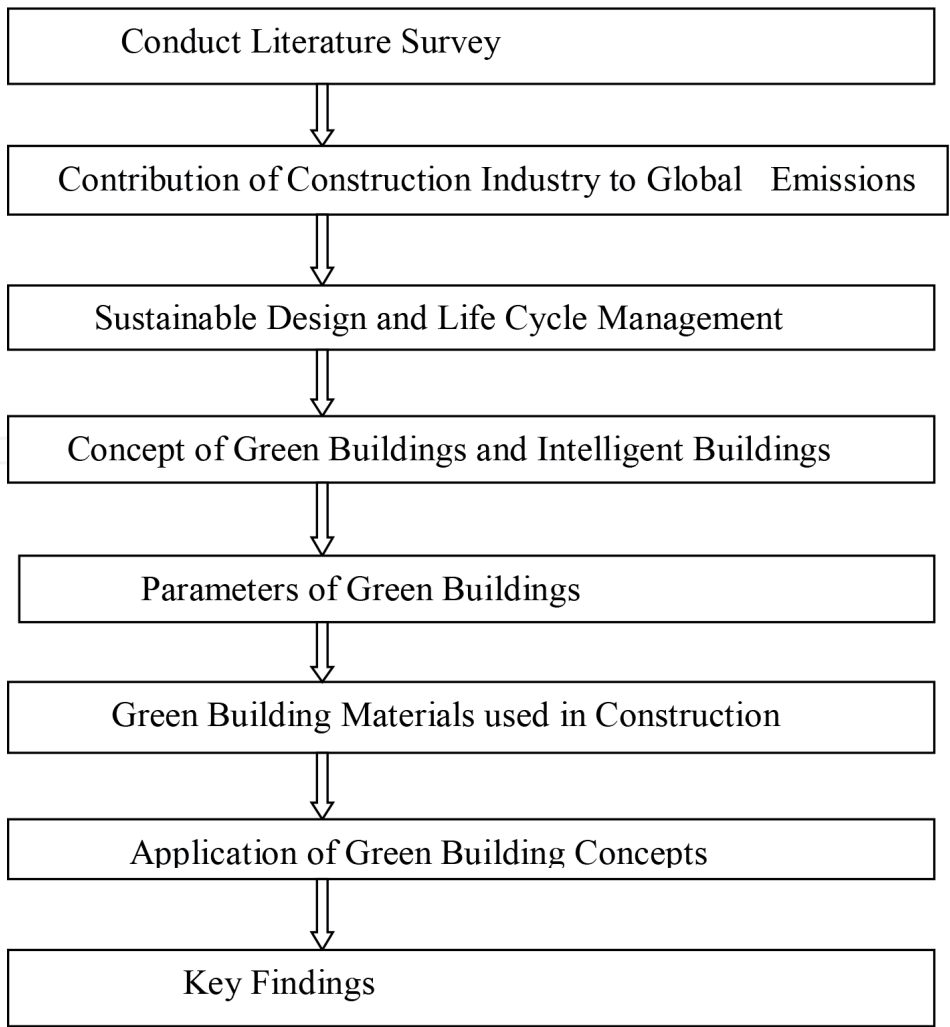 Conduct Literature Survey
Contribution of Construction Industry to Global Emissions
Sustainable Design and Life Cycle Management
Concept of Green Buildings and Intelligent Buildings
Parameters of Green Buildings
Green Building Materials used in Construction
Application of Green Building Concepts
Key Findings